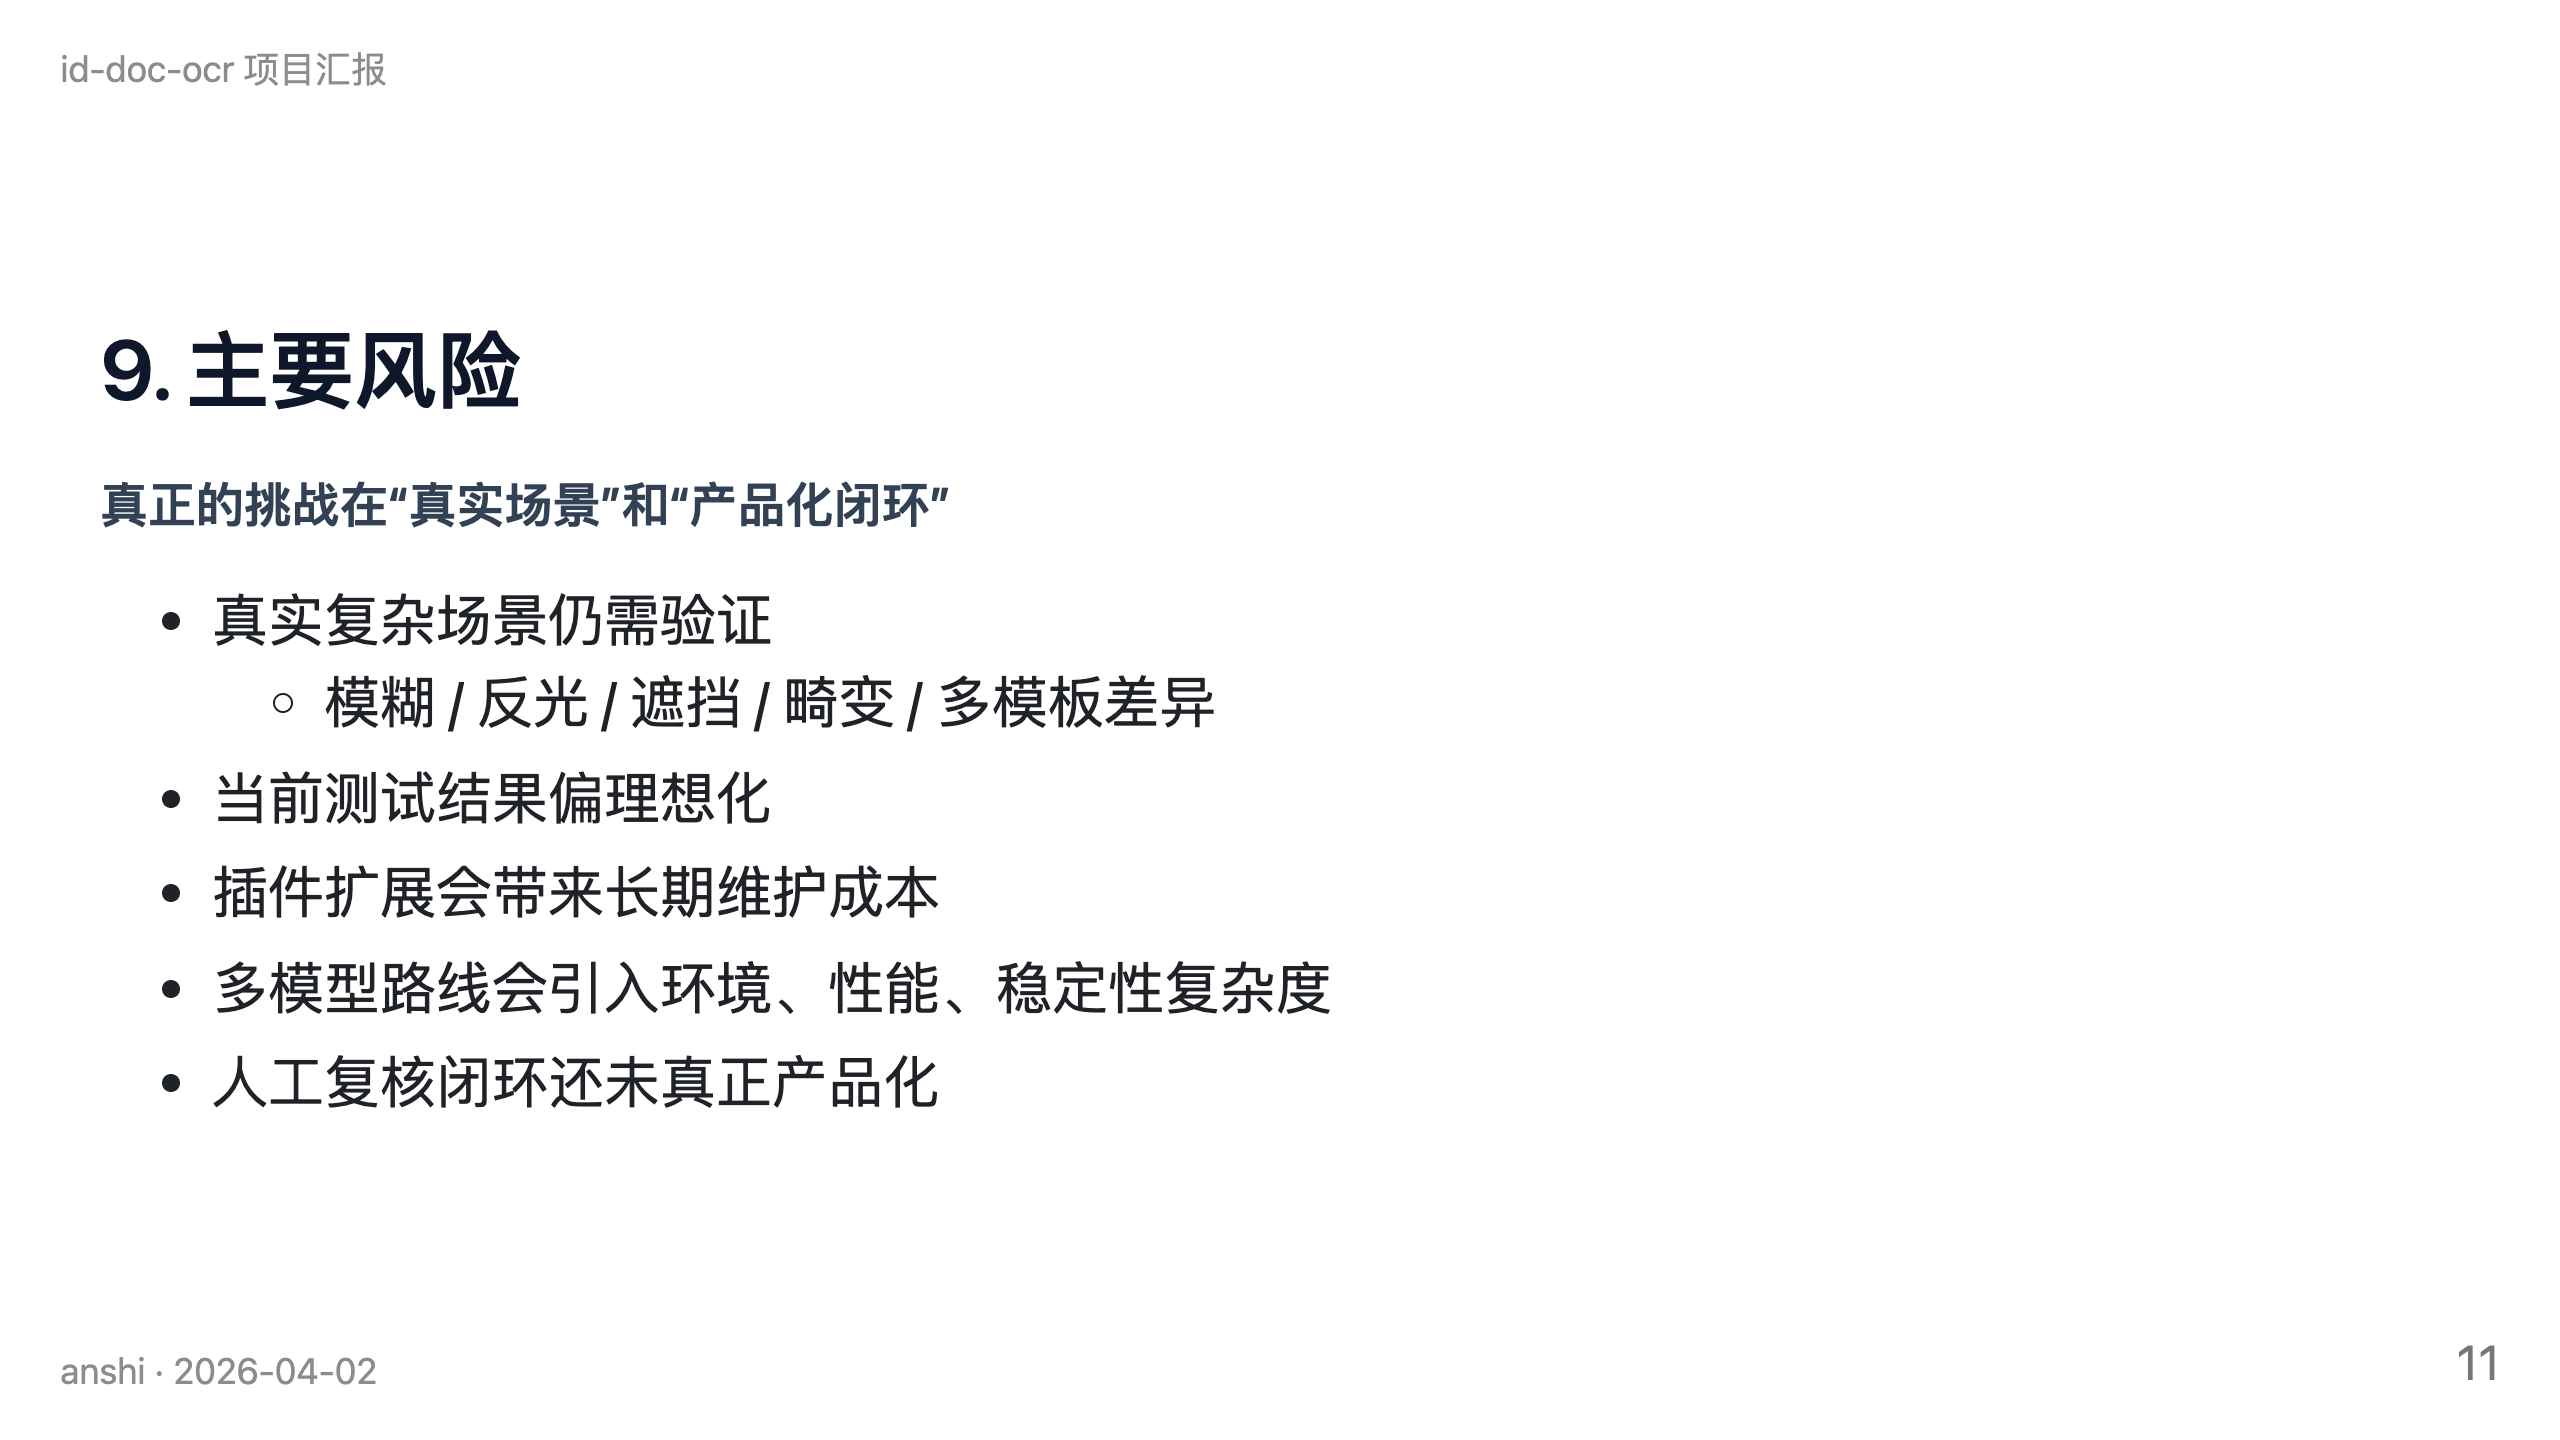 id-doc-ocr 项目汇报
9. 主要风险
真正的挑战在“真实场景”和“产品化闭环”
• 真实复杂场景仍需验证
◦ 模糊 / 反光 / 遮挡 / 畸变 / 多模板差异
• 当前测试结果偏理想化
• 插件扩展会带来长期维护成本
• 多模型路线会引入环境、性能、稳定性复杂度
• 人工复核闭环还未真正产品化
anshi · 2026-04-02
11